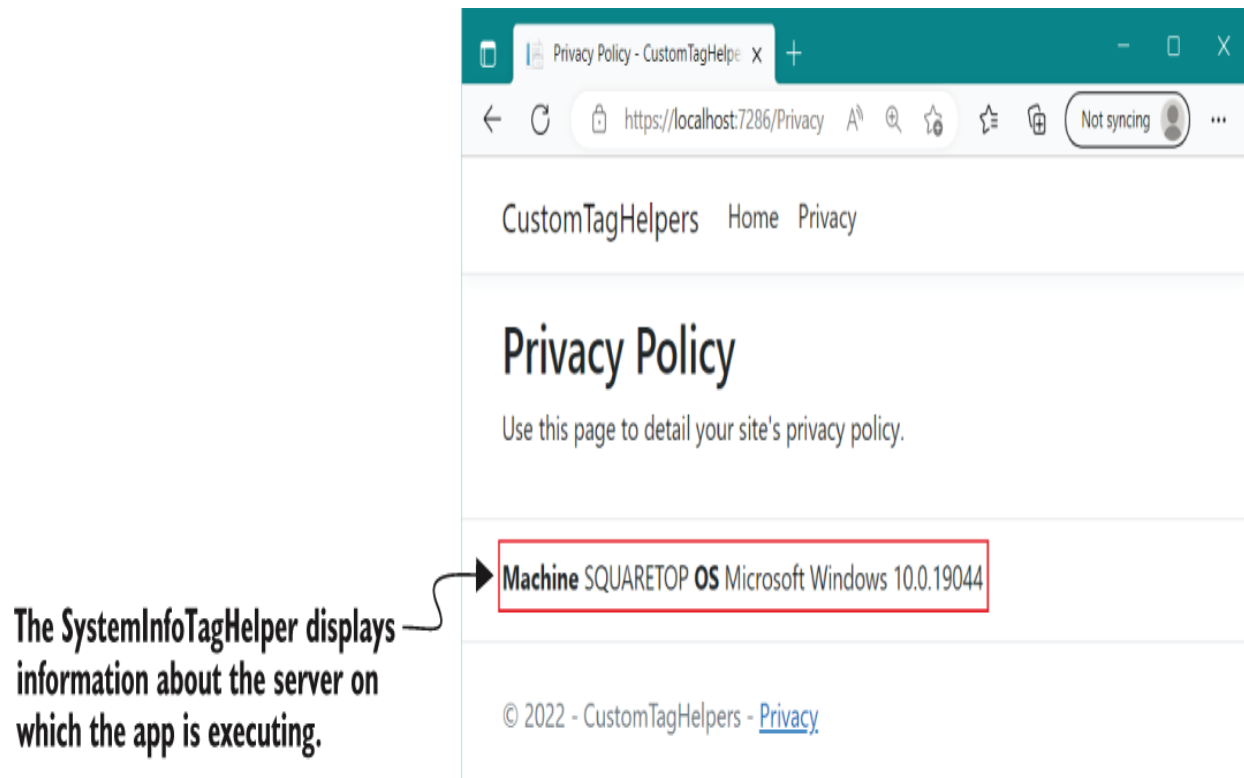 Privacy Policy - CustomTagHelpe
https://localhost:7286/Privacy
Not syncing
CustomTagHelpers Home Privacy
Privacy Policy
Use this page to detail your site's privacy policy.
Machine SQUARETOP OS Microsoft Windows 10.0.19044
The SystemInfoTagHelper displays
information about the server on
which the app is executing.
© 2022 - CustomTagHelpers - Privacy